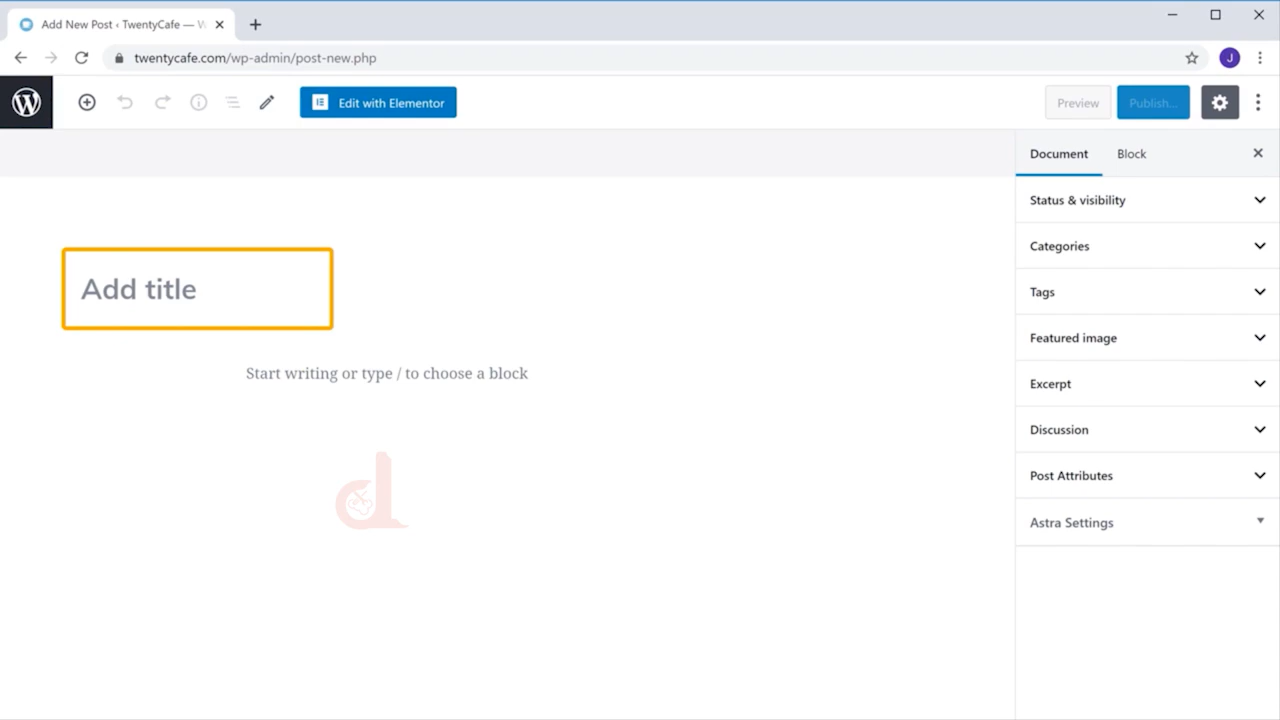 Add New Post ‹ TwentyCafe — W
twentycafe.com/wp-admin/post-new.php
J
Edit with Elementor
Preview
Publish...
Document
Block
Status & visibility
Categories
Add title
Tags
Featured image
Start writing or type / to choose a block
Excerpt
Discussion
Post Attributes
Astra Settings